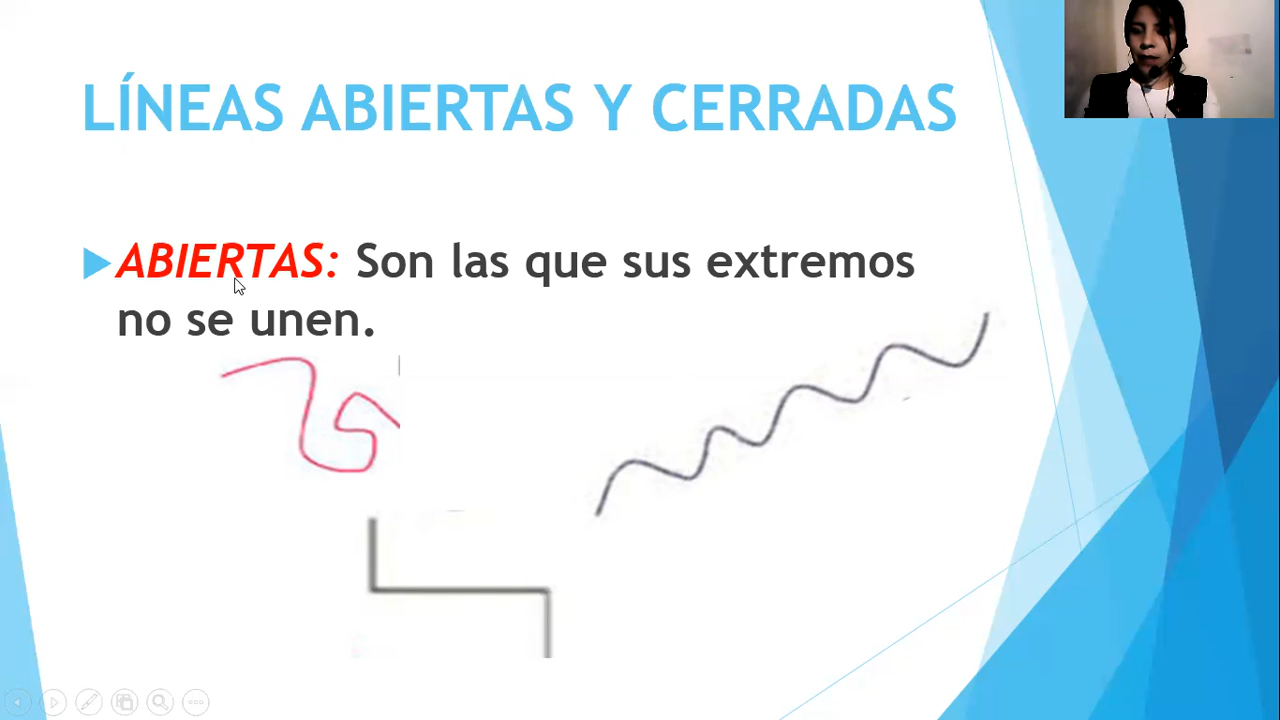 LÍNEAS ABIERTAS Y CERRADAS
ABIERTAS: Son las que sus extremos
no se unen.